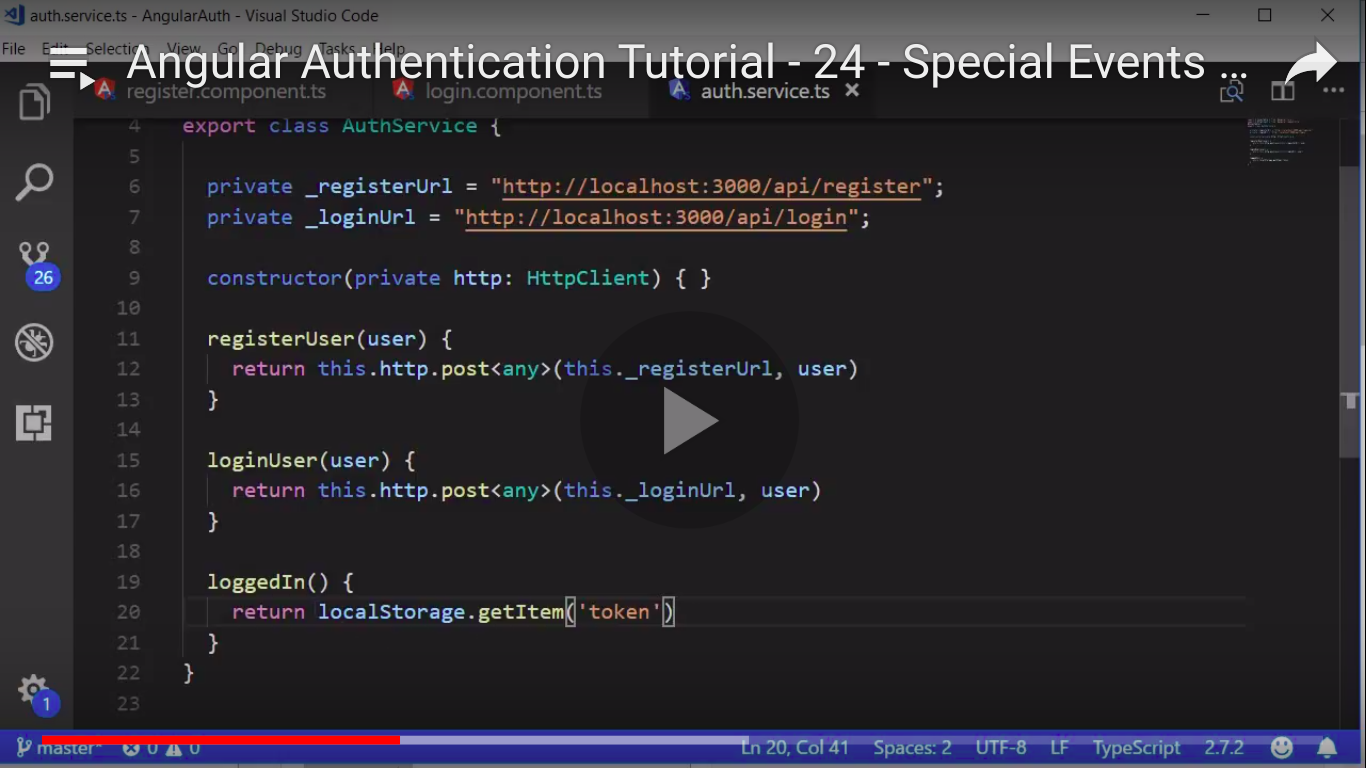 auth.service.ts - AngularAuth - Visual Studio Code
File Edit Selection View Go Debug Tasks Help
Angular Authentication Tutorial - 24 - Special Events ...
register.component.ts login.component.ts auth.service.ts
4 export class AuthService {
5
6 private _registerUrl = "http://localhost:3000/api/register";
7 private _loginUrl = "http://localhost:3000/api/login";
8
9 constructor(private http: HttpClient) { }
10
11 registerUser(user) {
12 return this.http.post<any>(this._registerUrl, user)
13 }
14
15 loginUser(user) {
16 return this.http.post<any>(this._loginUrl, user)
17 }
18
19 loggedIn() {
20 return localStorage.getItem('token')
21 }
22 }
23
26
1
master* 0 0 Ln 20, Col 41 Spaces: 2 UTF-8 LF TypeScript 2.7.2